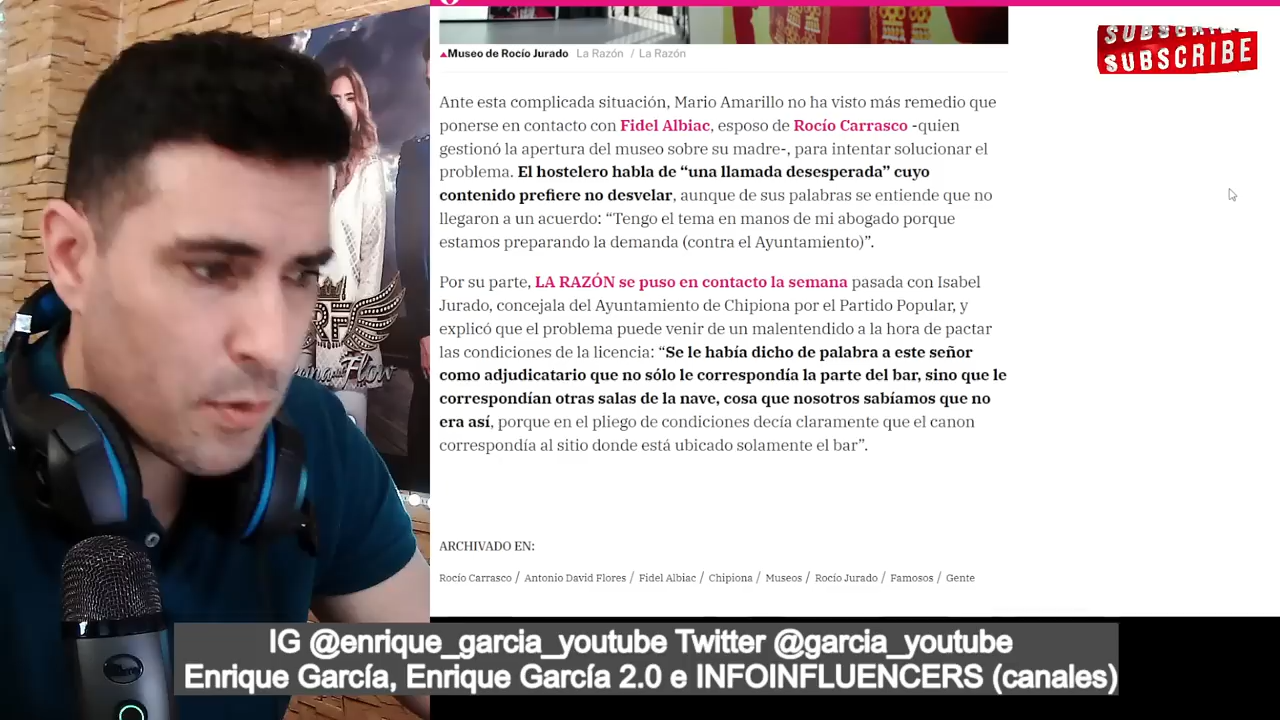 SUBSCRIBE
SUBSCRIBE
Museo de Rocío Jurado La Razón / La Razón
Ante esta complicada situación, Mario Amarillo no ha visto más remedio que
ponerse en contacto con Fidel Albiac, esposo de Rocío Carrasco -quien
gestionó la apertura del museo sobre su madre-, para intentar solucionar el
problema. El hostelero habla de “una llamada desesperada” cuyo
contenido prefiere no desvelar, aunque de sus palabras se entiende que no
llegaron a un acuerdo: “Tengo el tema en manos de mi abogado porque
estamos preparando la demanda (contra el Ayuntamiento)”.
Por su parte, LA RAZÓN se puso en contacto la semana pasada con Isabel
Jurado, concejala del Ayuntamiento de Chipiona por el Partido Popular, y
explicó que el problema puede venir de un malentendido a la hora de pactar
las condiciones de la licencia: “Se le había dicho de palabra a este señor
como adjudicatario que no sólo le correspondía la parte del bar, sino que le
correspondían otras salas de la nave, cosa que nosotros sabíamos que no
era así, porque en el pliego de condiciones decía claramente que el canon
correspondía al sitio donde está ubicado solamente el bar”.
ARCHIVADO EN:
Rocío Carrasco / Antonio David Flores / Fidel Albiac / Chipiona / Museos / Rocío Jurado / Famosos / Gente
RF
Flow
blue
IG @enrique_garcia_youtube Twitter @garcia_youtube
Enrique García, Enrique García 2.0 e INFOINFLUENCERS (canales)